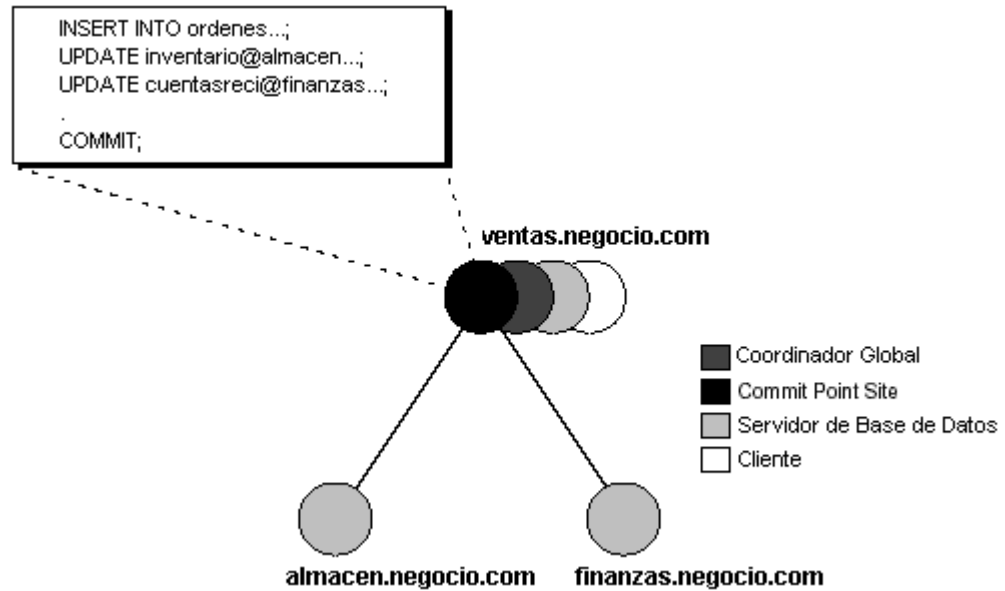 INSERT INTO ordenes...;
UPDATE inventario@almacen...;
UPDATE cuentasreci@finanzas...;
.
COMMIT;
ventas.negocio.com
Coordinador Global
Commit Point Site
Servidor de Base de Datos
Cliente
almacen.negocio.com
finanzas.negocio.com